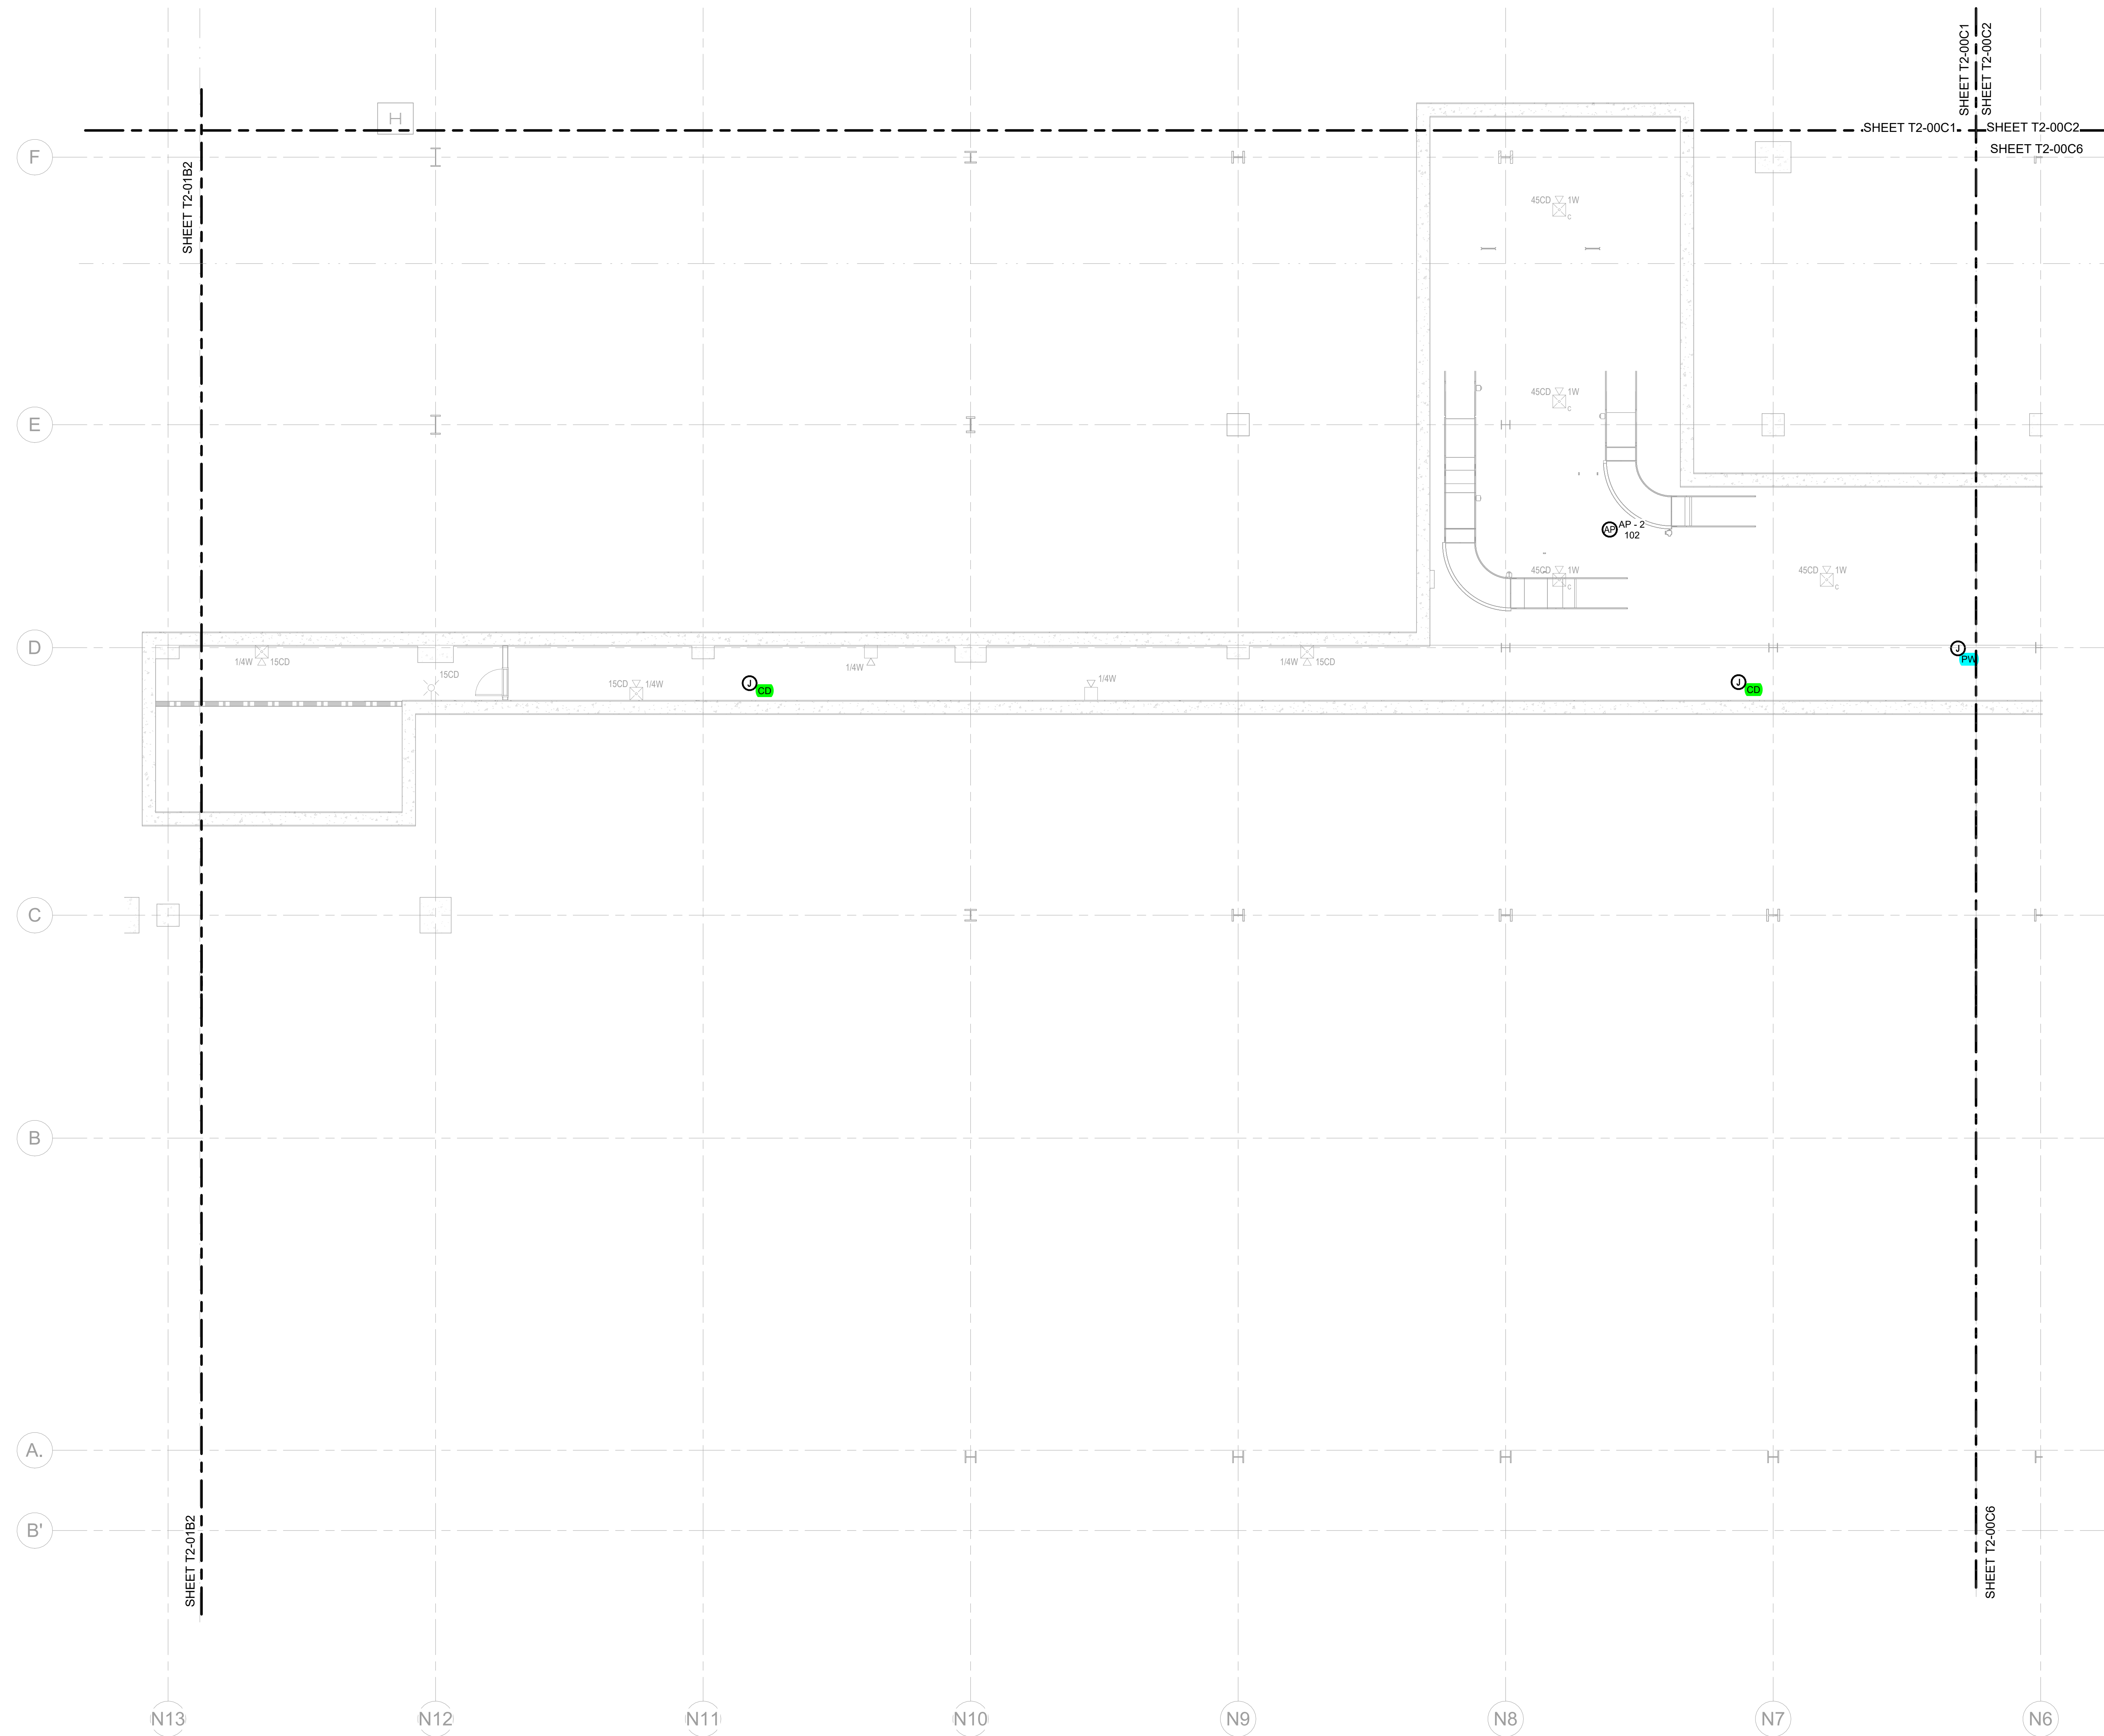 SHEET T2-00C1
SHEET T2-00C2
SHEET T2-00C1
SHEET T2-00C2
SHEET T2-00C6
H
F
SHEET T2-01B2
45CD 1W
C
45CD 1W
C
E
AP AP - 2
102
45CD 1W
C
45CD 1W
C
D
1/4W 15CD
15CD
15CD 1/4W
J
CD
1/4W
1/4W
1/4W 15CD
J
CD
J
PW
C
B
A.
B'
SHEET T2-01B2
SHEET T2-00C6
N13
N12
N11
N10
N9
N8
N7
N6